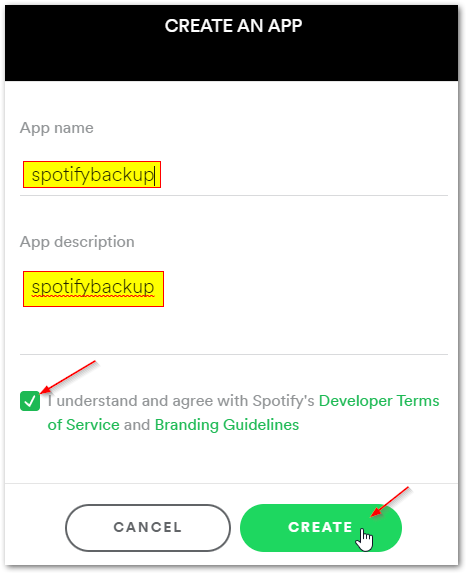 CREATE AN APP
App name
spotifybackup
App description
spotifybackup
I understand and agree with Spotify's Developer Terms
of Service and Branding Guidelines
CANCEL
CREATE